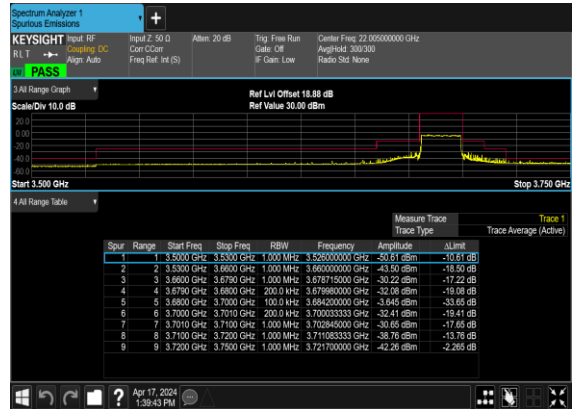 Spectrum Analyzer 1
Spurious Emissions
KEYSIGHT Input: RF Input Z: 50 Ω Atten: 20 dB Trig: Free Run Center Freq: 22.005000000 GHz
RLT Coupling: DC Corr CCorr Gate: Off Avg|Hold: 300/300
Align: Auto Freq Ref: Int (S) IF Gain: Low Radio Std: None
PASS
3 All Range Graph Ref Lvl Offset 18.88 dB
Scale/Div 10.0 dB Ref Value 30.00 dBm
20.0
0.00
-20.0
-40.0
-60.0
Start 3.500 GHz Stop 3.750 GHz
4 All Range Table
Measure Trace Trace 1
Trace Type Trace Average (Active)
Spur Range Start Freq Stop Freq RBW Frequency Amplitude ΔLimit
1 1 3.5000 GHz 3.5300 GHz 1.000 MHz 3.526000000 GHz -50.61 dBm -10.61 dB
2 2 3.5300 GHz 3.6600 GHz 1.000 MHz 3.660000000 GHz -43.50 dBm -18.50 dB
3 3 3.6600 GHz 3.6790 GHz 1.000 MHz 3.678715000 GHz -30.22 dBm -17.22 dB
4 4 3.6790 GHz 3.6800 GHz 200.0 kHz 3.679980000 GHz -32.08 dBm -19.08 dB
5 5 3.6800 GHz 3.7000 GHz 100.0 kHz 3.684200000 GHz -3.645 dBm -33.65 dB
6 6 3.7000 GHz 3.7010 GHz 200.0 kHz 3.700033333 GHz -32.41 dBm -19.41 dB
7 7 3.7010 GHz 3.7100 GHz 1.000 MHz 3.702845000 GHz -30.65 dBm -17.65 dB
8 8 3.7100 GHz 3.7200 GHz 1.000 MHz 3.711083333 GHz -38.76 dBm -13.76 dB
9 9 3.7200 GHz 3.7500 GHz 1.000 MHz 3.721700000 GHz -42.26 dBm -2.265 dB
Apr 17, 2024
1:39:43 PM